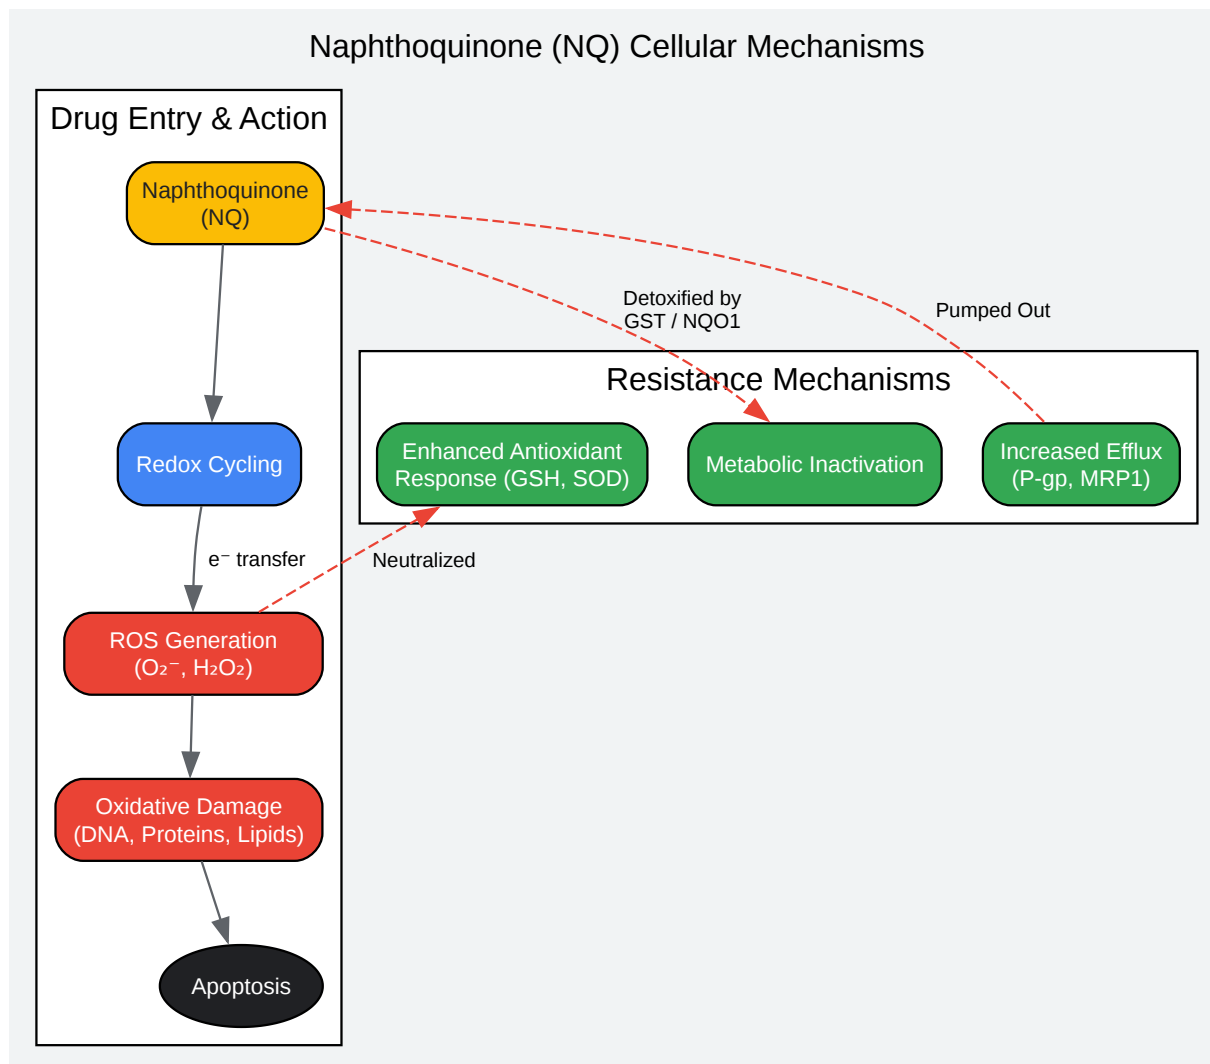 Naphthoquinone (NQ) Cellular Mechanisms
Drug Entry & Action
Naphthoquinone
(NQ)
Detoxified by
GST / NQO1
Pumped Out
Resistance Mechanisms
Redox Cycling
Enhanced Antioxidant
Response (GSH, SOD)
Metabolic Inactivation
Increased Efflux
(P-gp, MRP1)
e⁻ transfer
Neutralized
ROS Generation
(O₂⁻, H₂O₂)
Oxidative Damage
(DNA, Proteins, Lipids)
Apoptosis